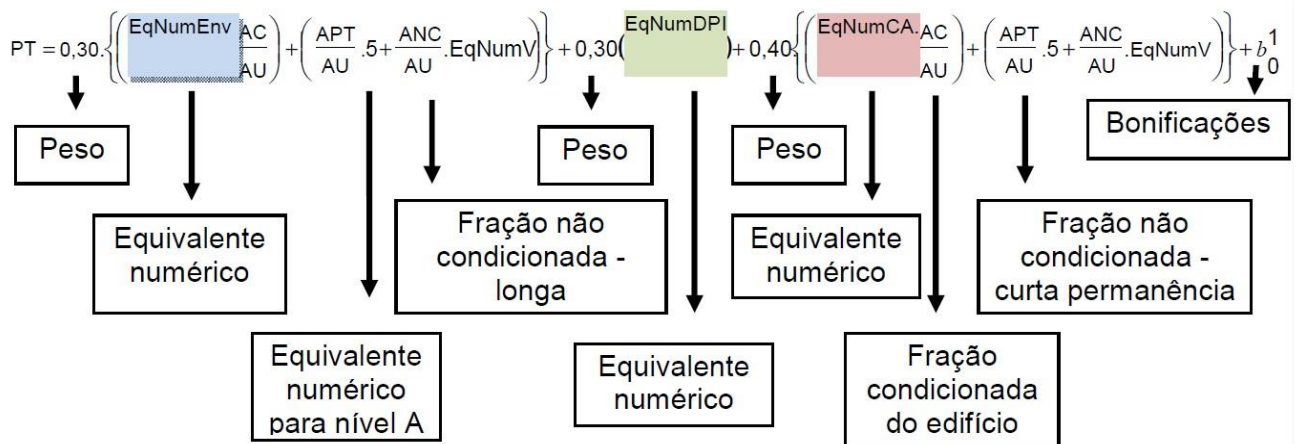 PT = 0,30.{(EqNumEnv AC/AU) + (APT/AU .5+ ANC/AU .EqNumV)} + 0,30(EqNumDPI) + 0,40.{(EqNumCA. AC/AU) + (APT/AU .5+ ANC/AU .EqNumV)} + b 1 0
Peso
Peso
Peso
Bonificações
Equivalente
numérico
Fração não
condicionada -
longa
Equivalente
numérico
Fração não
condicionada -
curta permanência
Equivalente
numérico
para nível A
Equivalente
numérico
Fração
condicionada
do edifício